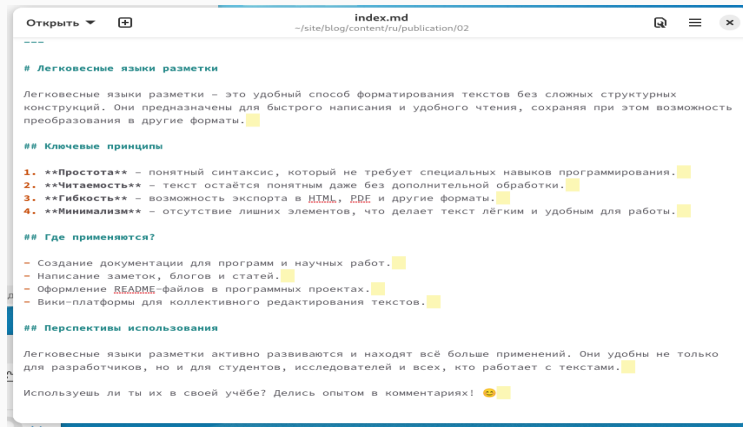 Открыть
index.md
~/site/blog/content/ru/publication/02
---
# Легковесные языки разметки
Легковесные языки разметки – это удобный способ форматирования текстов без сложных структурных
конструкций. Они предназначены для быстрого написания и удобного чтения, сохраняя при этом возможность
преобразования в другие форматы.
## Ключевые принципы
1. **Простота** – понятный синтаксис, который не требует специальных навыков программирования.
2. **Читаемость** – текст остаётся понятным даже без дополнительной обработки.
3. **Гибкость** – возможность экспорта в HTML, PDF и другие форматы.
4. **Минимализм** – отсутствие лишних элементов, что делает текст лёгким и удобным для работы.
## Где применяются?
- Создание документации для программ и научных работ.
- Написание заметок, блогов и статей.
- Оформление README-файлов в программных проектах.
- Вики-платформы для коллективного редактирования текстов.
## Перспективы использования
Легковесные языки разметки активно развиваются и находят всё больше применений. Они удобны не только
для разработчиков, но и для студентов, исследователей и всех, кто работает с текстами.
Используешь ли ты их в своей учёбе? Делись опытом в комментариях! 😊